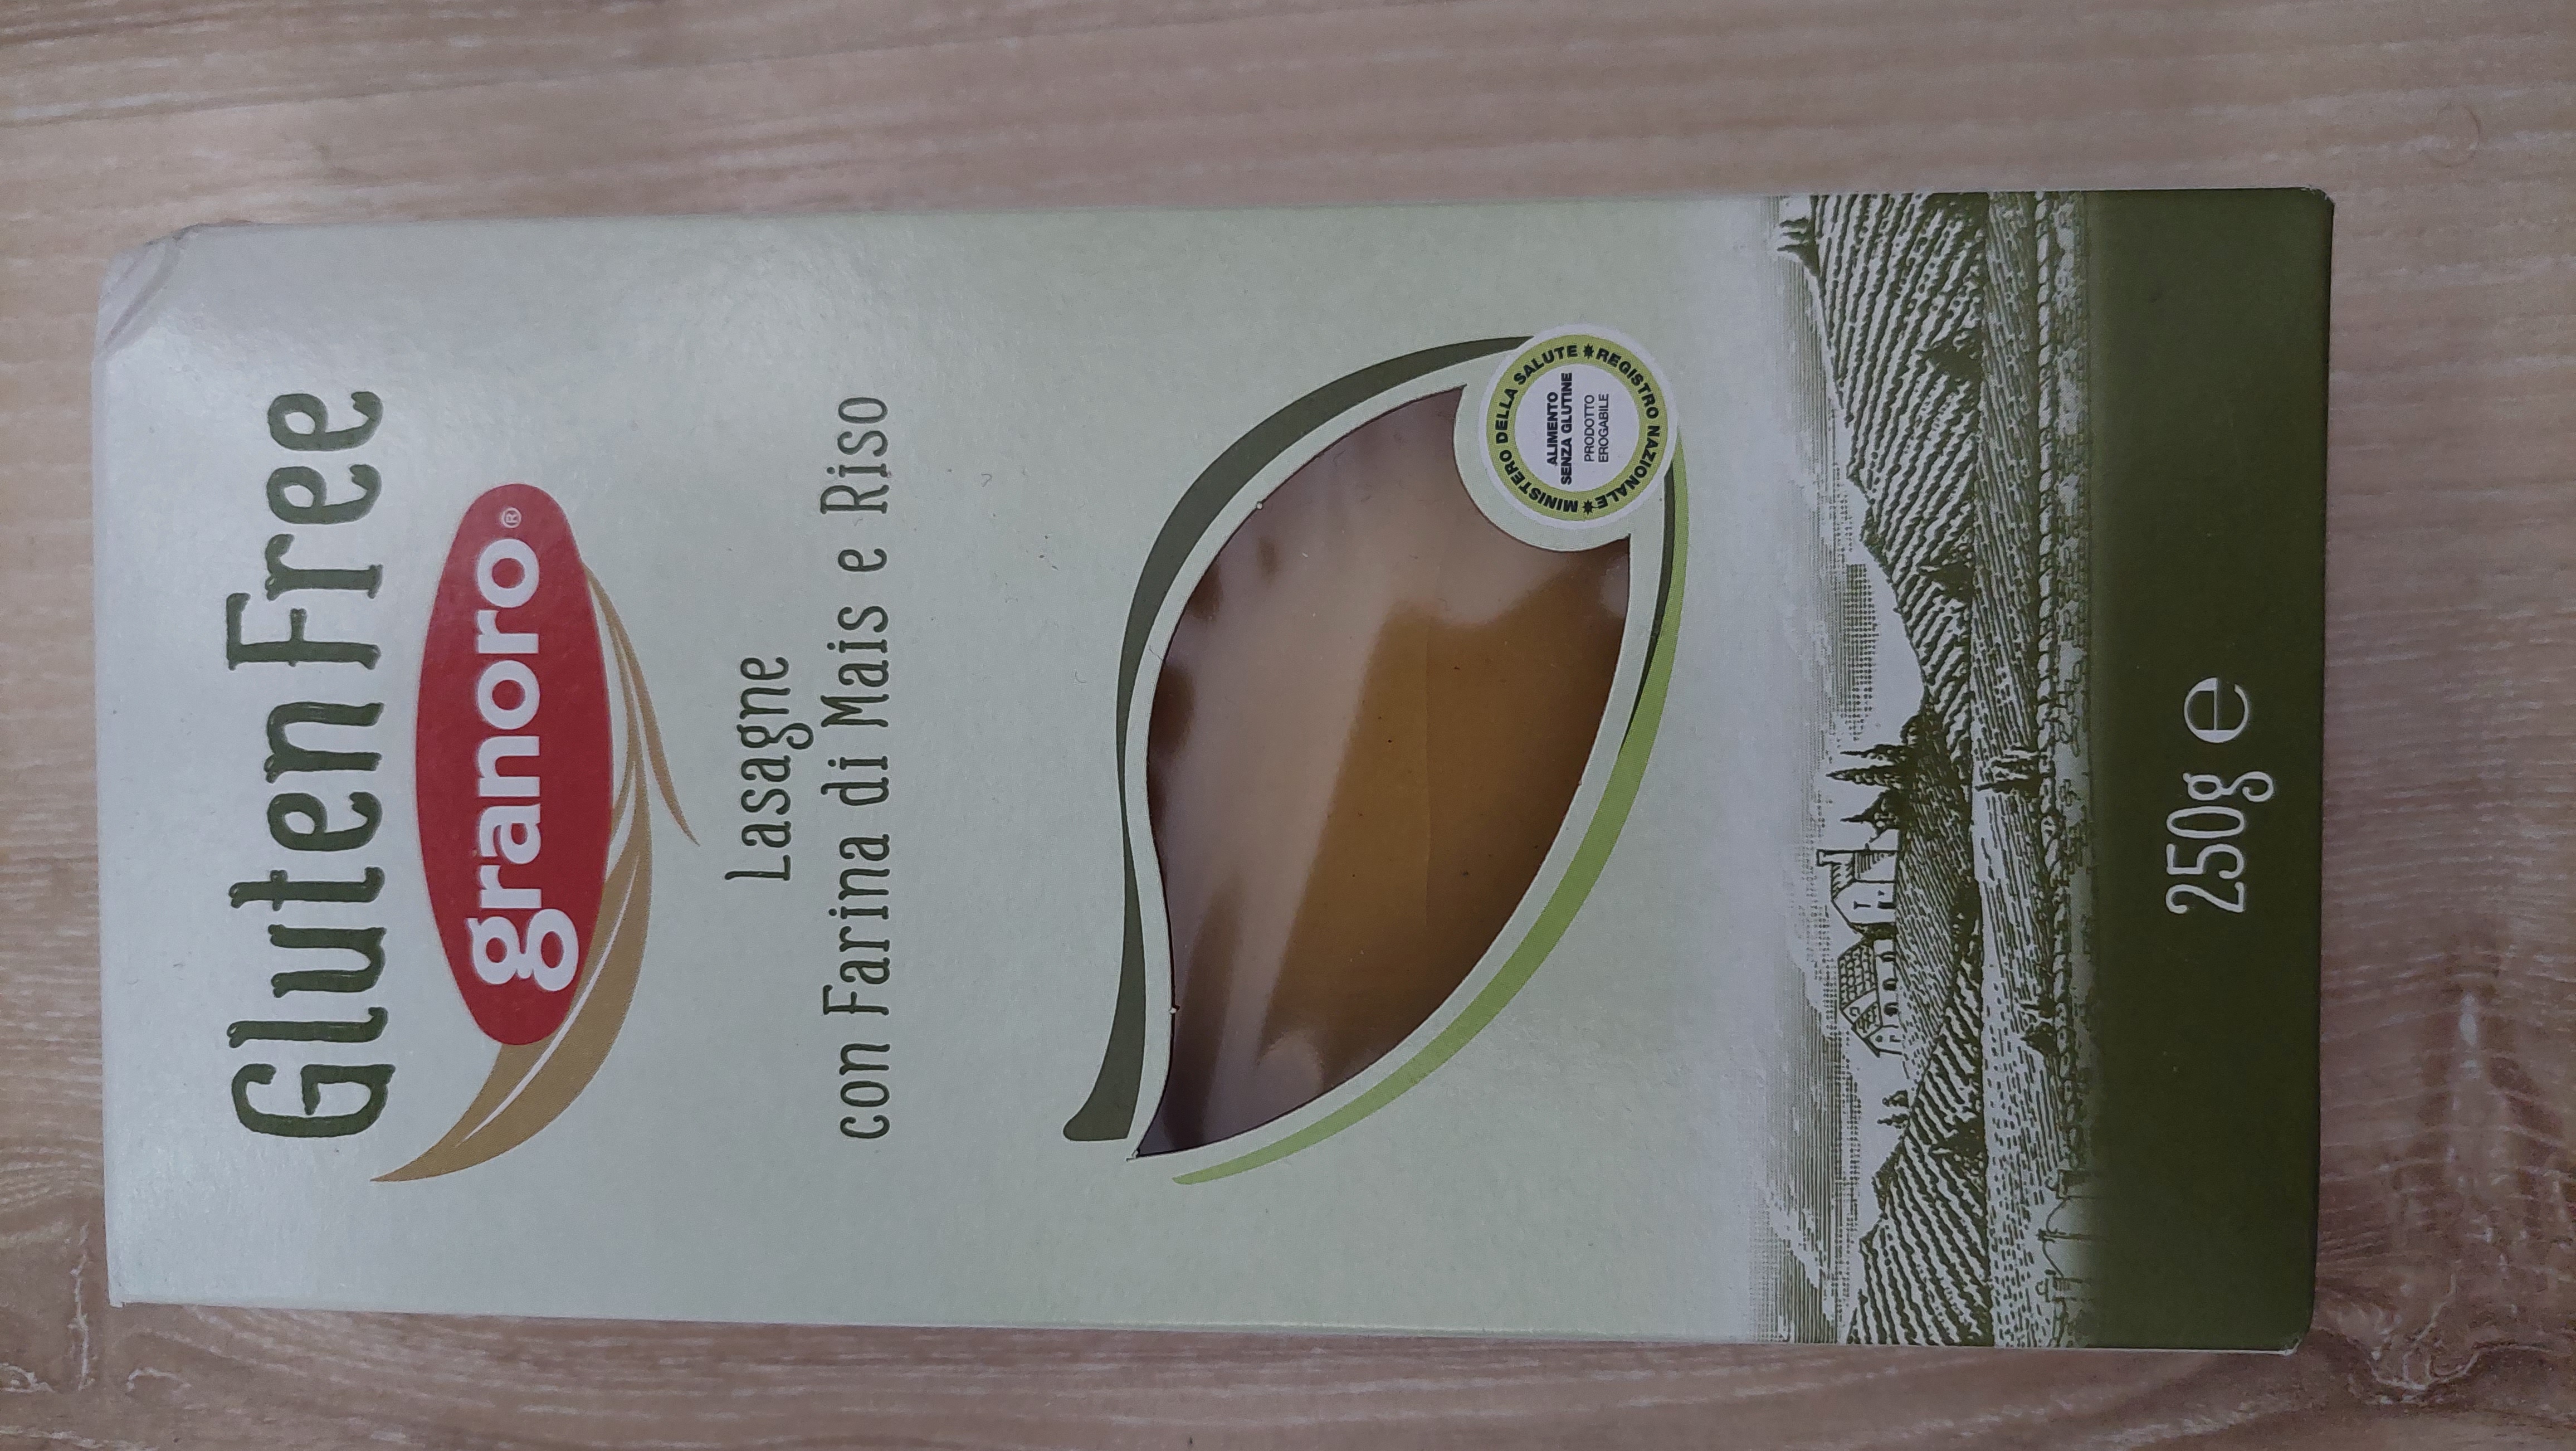 Gluten Free
granoro®
Lasagne
con Farina di Mais e Riso
MINISTERO DELLA SALUTE * REGISTRO NAZIONALE *
ALIMENTO
SENZA GLUTINE
PRODOTTO
EROGABILE
250g e